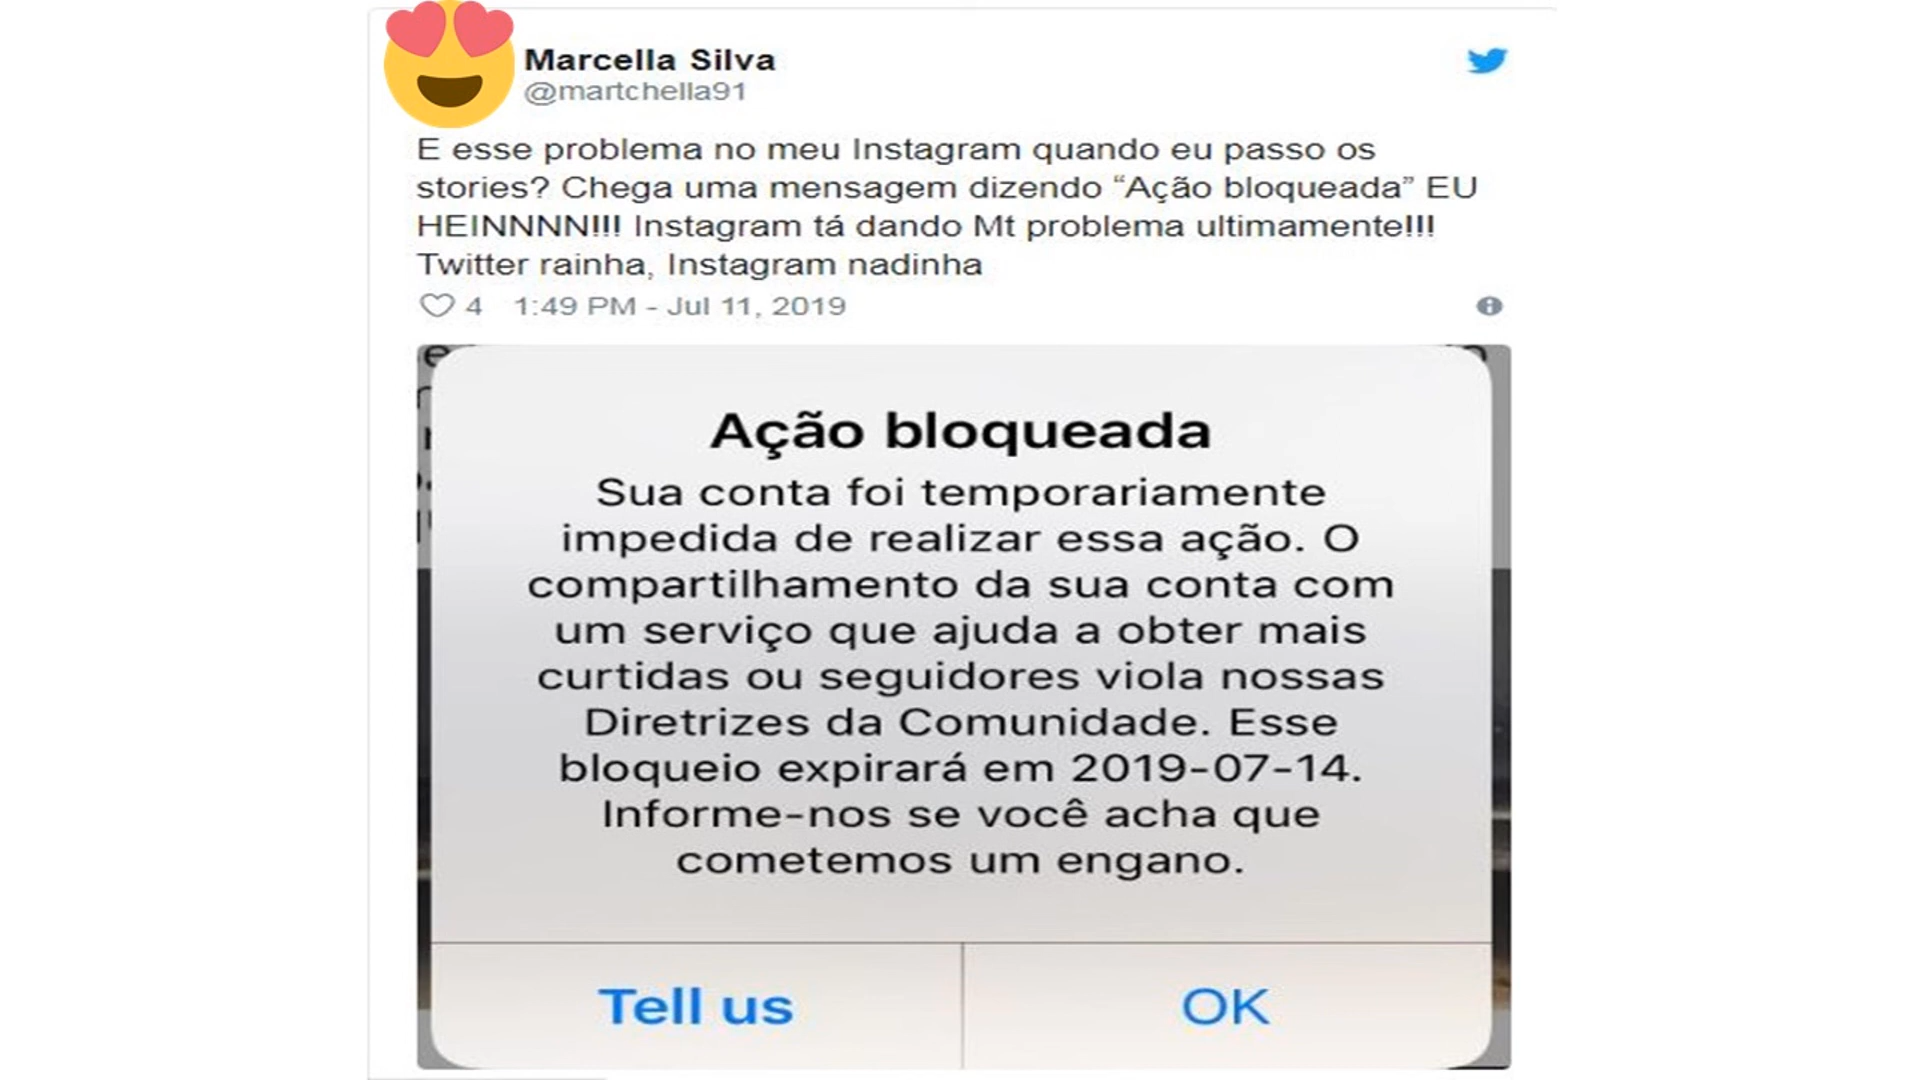 Marcella Silva
@martchella91
E esse problema no meu Instagram quando eu passo os
stories? Chega uma mensagem dizendo “Ação bloqueada” EU
HEINNNN!!! Instagram tá dando Mt problema ultimamente!!!
Twitter rainha, Instagram nadinha
4 1:49 PM - Jul 11, 2019
Ação bloqueada
Sua conta foi temporariamente
impedida de realizar essa ação. O
compartilhamento da sua conta com
um serviço que ajuda a obter mais
curtidas ou seguidores viola nossas
Diretrizes da Comunidade. Esse
bloqueio expirará em 2019-07-14.
Informe-nos se você acha que
cometemos um engano.
Tell us OK